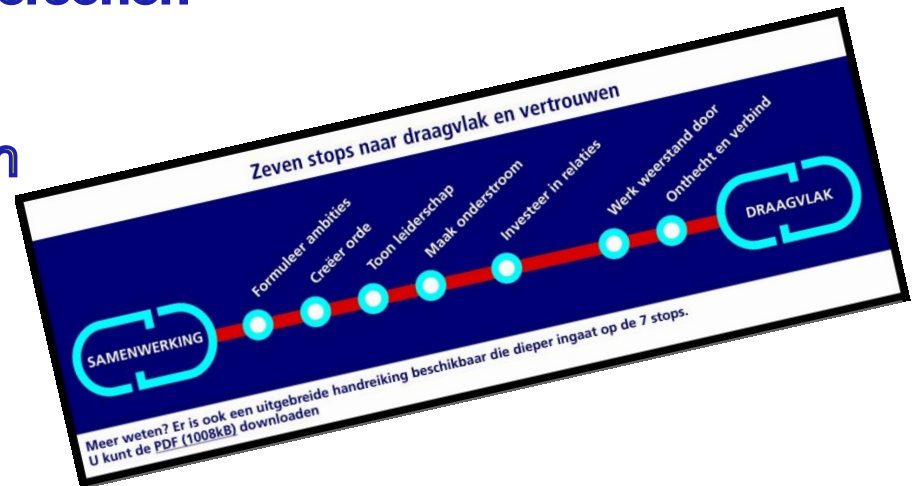 Zeven stops naar draagvlak en vertrouwen
SAMENWERKING
Formuleer ambities
Creëer orde
Toon leiderschap
Maak onderstroom
Investeer in relaties
Werk weerstand door
Onthecht en verbind
DRAAGVLAK
Meer weten? Er is ook een uitgebreide handreiking beschikbaar die dieper ingaat op de 7 stops.
U kunt de PDF (1008kB) downloaden